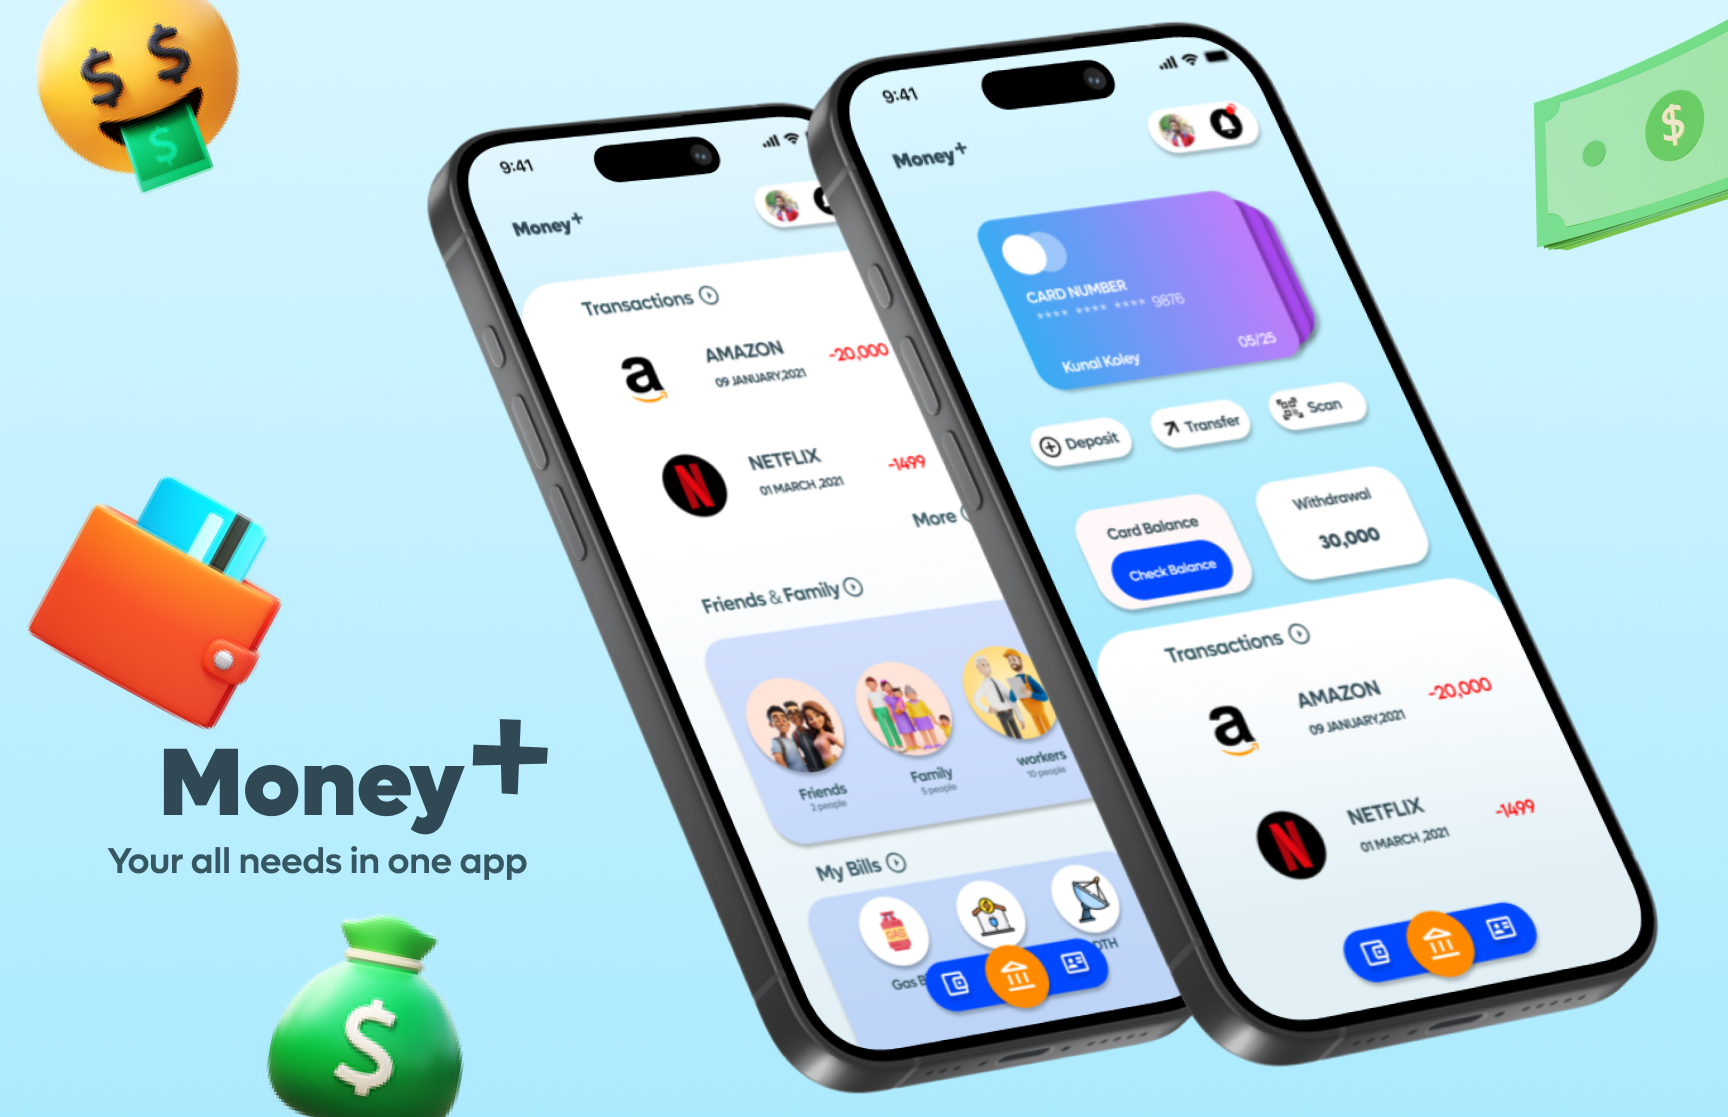 $ $
$
$
Money+
Your all needs in one app
$
9:41
Money+
Transactions
a
AMAZON
09 JANUARY,2021
-20,000
N
NETFLIX
01 MARCH ,2021
-1499
More
Friends & Family
Friends
2 people
Family
5 people
workers
10 people
My Bills
GAS
Gas B
OTH
9:41
Money+
CARD NUMBER
**** **** **** 9876
Kunal Koley
05/25
Deposit
Transfer
Scan
Card Balance
Check Balance
Withdrawal
30,000
Transactions
a
AMAZON
09 JANUARY,2021
-20,000
N
NETFLIX
01 MARCH ,2021
-1499
$